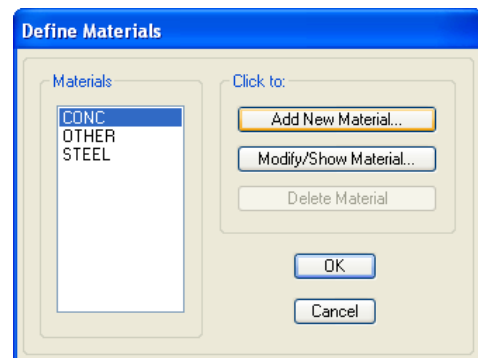 Define Materials
Materials
CONC
OTHER
STEEL
Click to:
Add New Material...
Modify/Show Material...
Delete Material
OK
Cancel